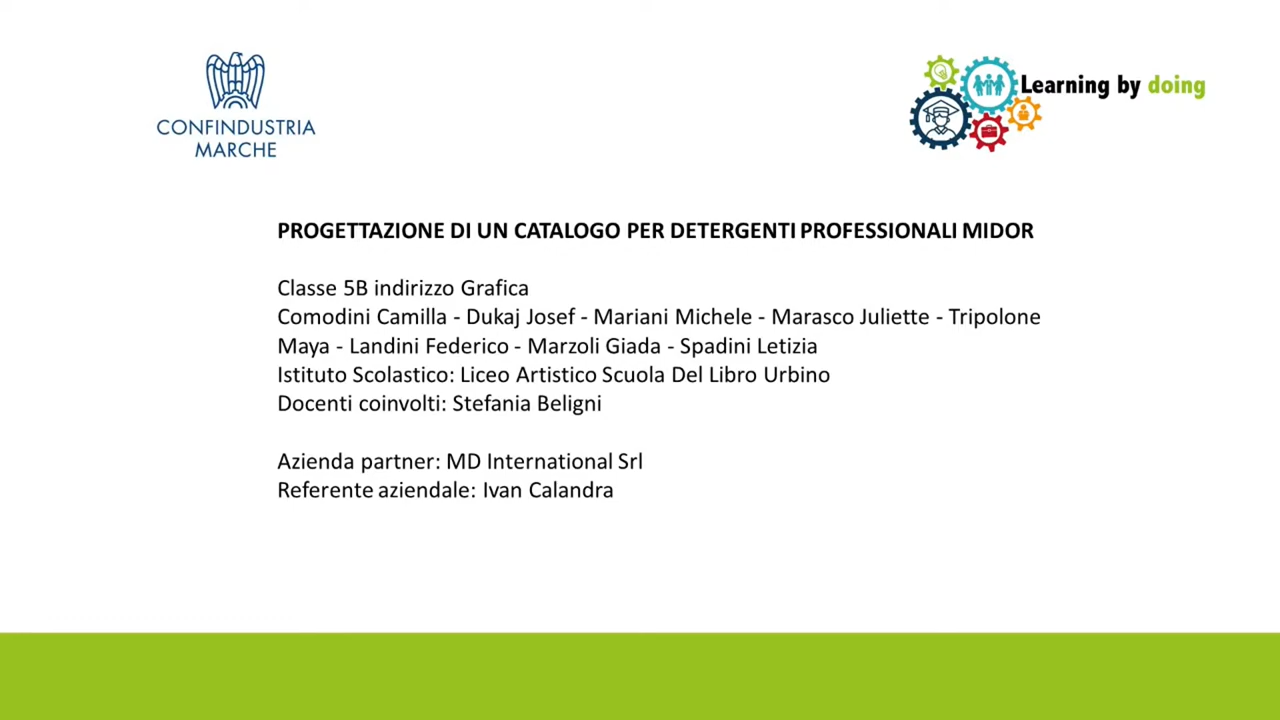 CONFINDUSTRIA
MARCHE
Learning by doing
PROGETTAZIONE DI UN CATALOGO PER DETERGENTI PROFESSIONALI MIDOR
Classe 5B indirizzo Grafica
Comodini Camilla - Dukaj Josef - Mariani Michele - Marasco Juliette - Tripolone
Maya - Landini Federico - Marzoli Giada - Spadini Letizia
Istituto Scolastico: Liceo Artistico Scuola Del Libro Urbino
Docenti coinvolti: Stefania Beligni
Azienda partner: MD International Srl
Referente aziendale: Ivan Calandra